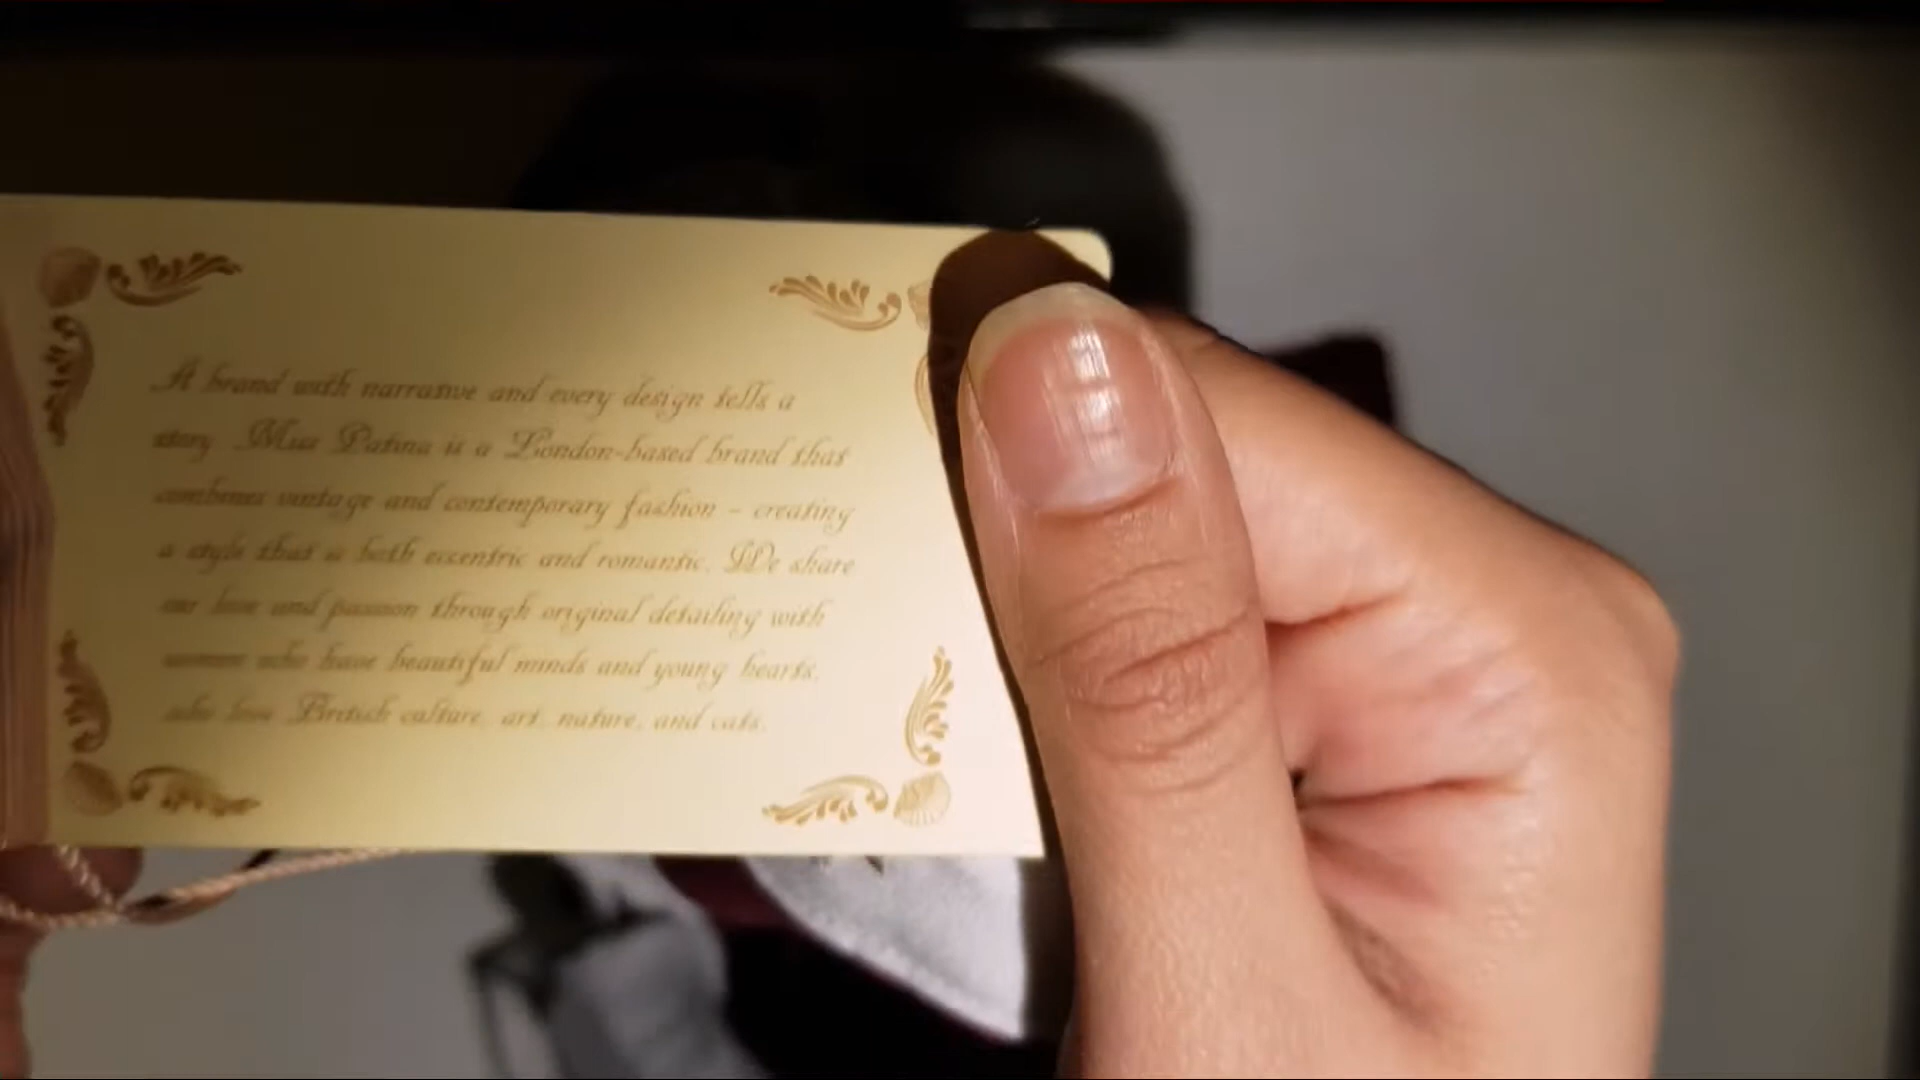 A brand with narrative and every design tells a
story. Miss Patina is a London-based brand that
combines vintage and contemporary fashion - creating
a style that is both eccentric and romantic. We share
our love and passion through original detailing with
women who have beautiful minds and young hearts,
who love British culture, art, nature, and cats.